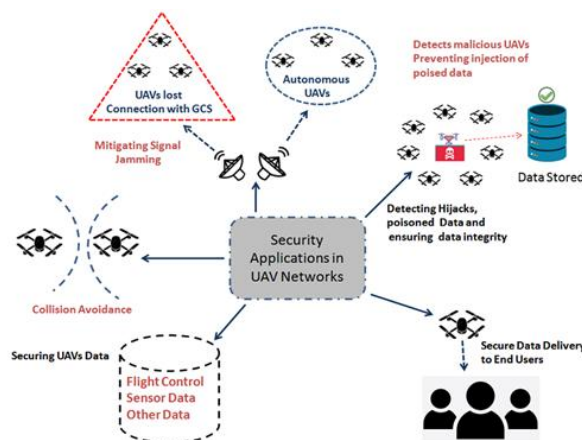 Detects malicious UAVs
Preventing injection of
poised data
UAVs lost
Connection with GCS
Autonomous
UAVs
Mitigating Signal
Jamming
Data Stored
Detecting Hijacks,
poisoned Data and
ensuring data integrity
Security
Applications in
UAV Networks
Collision Avoidance
Securing UAVs Data
Flight Control
Sensor Data
Other Data
Secure Data Delivery
to End Users